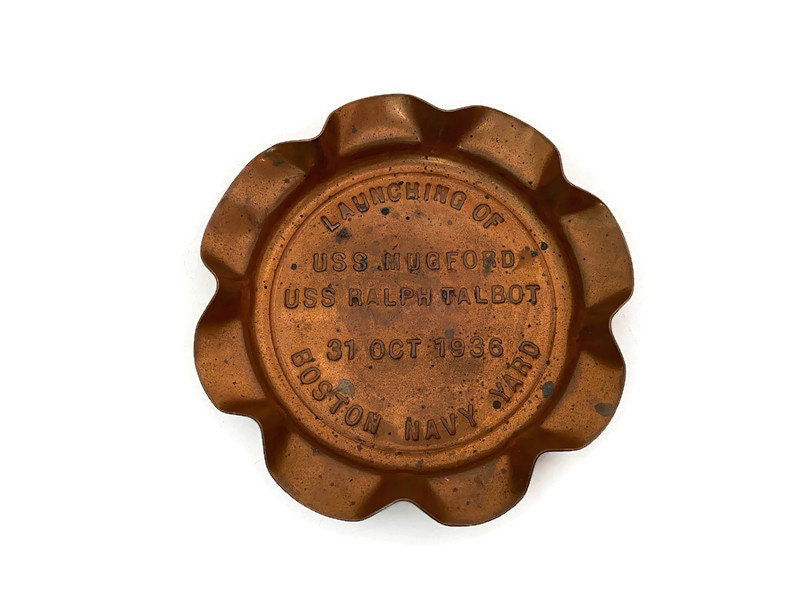 LAUNCHING OF
USS MUGFORD
USS RALPH TALBOT
31 OCT 1936
BOSTON NAVY YARD